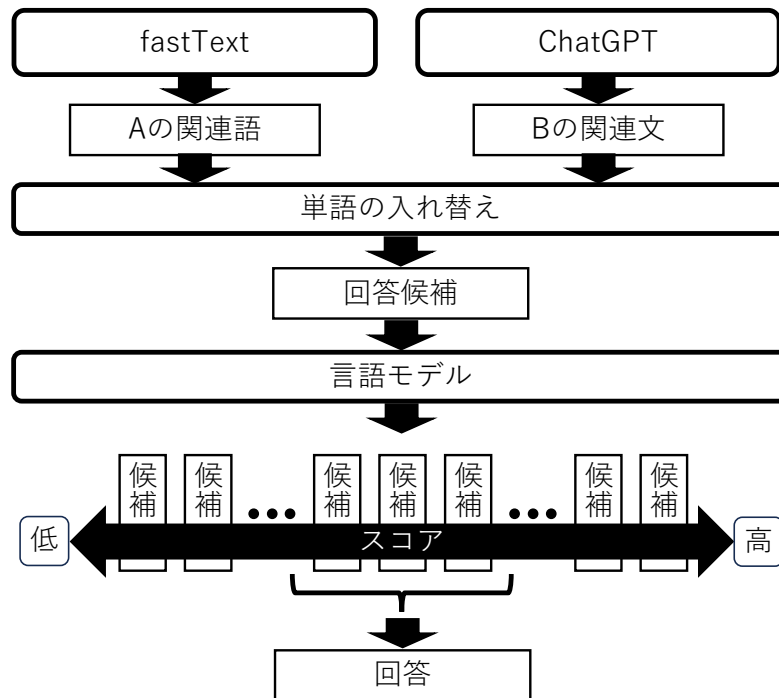 fastText
ChatGPT
Aの関連語
Bの関連文
単語の入れ替え
回答候補
言語モデル
候補
候補
候補
候補
候補
候補
候補
低
スコア
高
回答